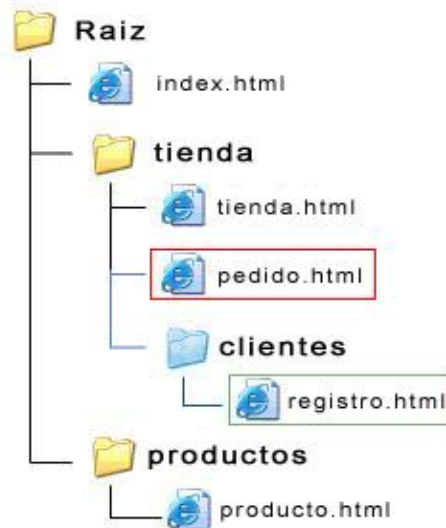 Raiz
index.html
tienda
tienda.html
pedido.html
clientes
registro.html
productos
producto.html